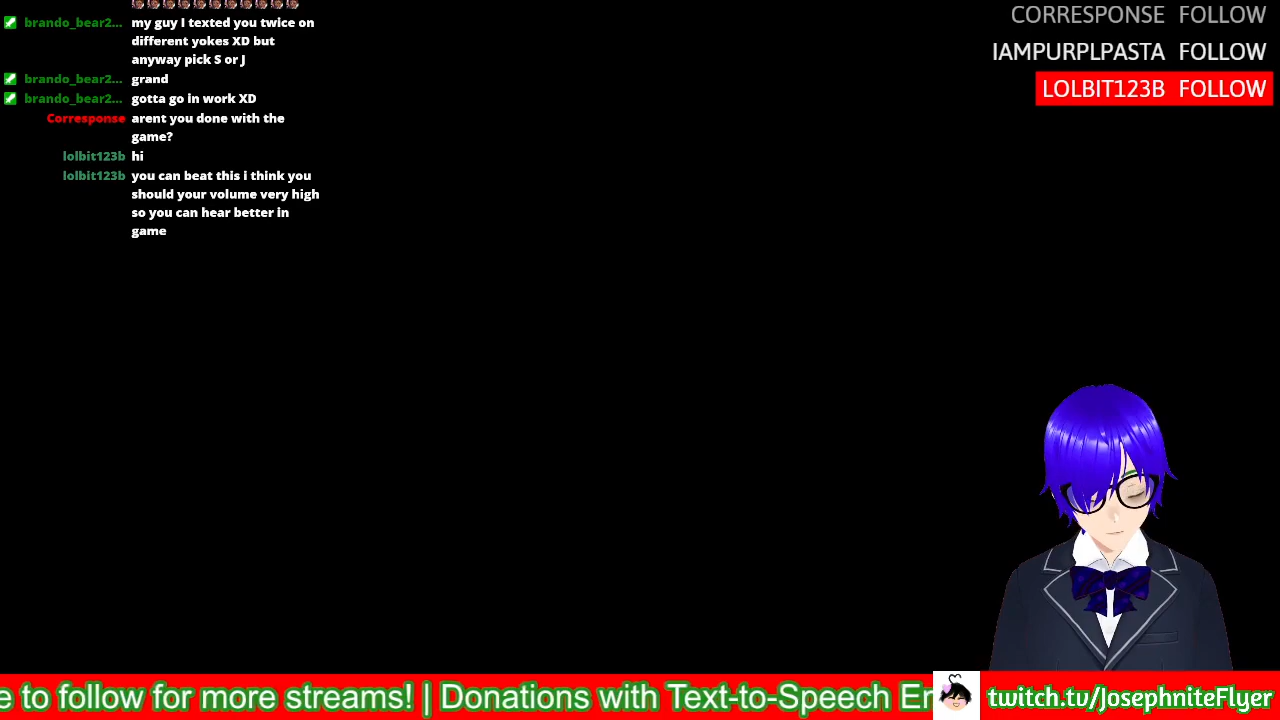 brando_bear2... my guy I texted you twice on
different yokes XD but
anyway pick S or J
brando_bear2... grand
brando_bear2... gotta go in work XD
Corresponse arent you done with the
game?
lolbit123b hi
lolbit123b you can beat this i think you
should your volume very high
so you can hear better in
game
CORRESPONSE FOLLOW
IAMPURPLPASTA FOLLOW
LOLBIT123B FOLLOW
e to follow for more streams! | Donations with Text-to-Speech En
twitch.tv/JosephniteFlyer